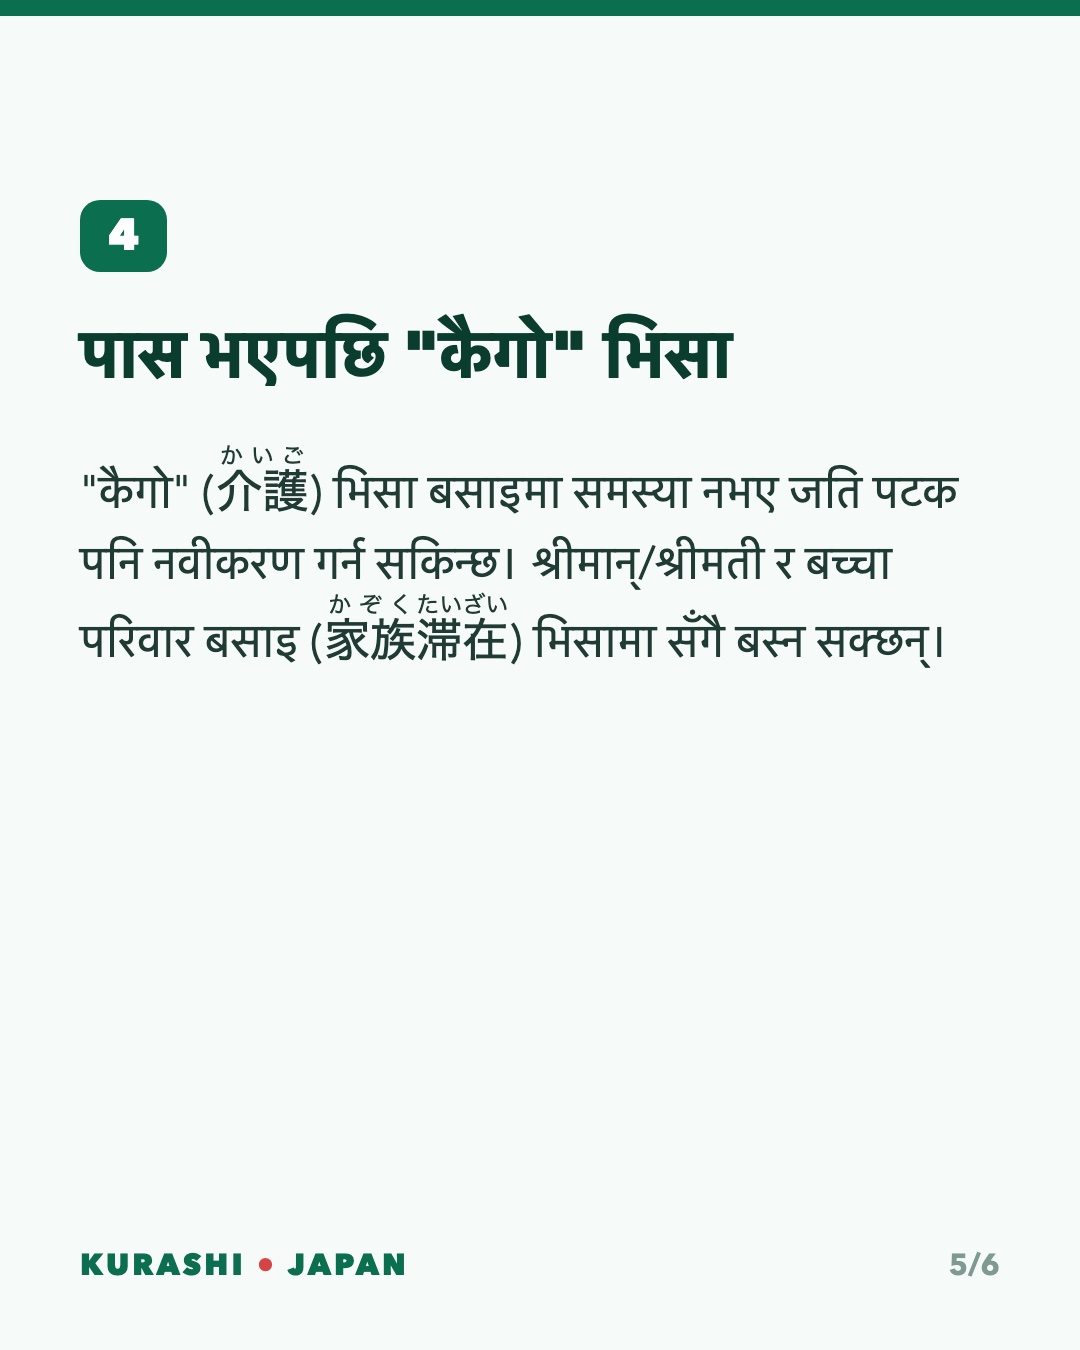 4
पास भएपछि "कैगो" भिसा
かいご
"कैगो" (介護) भिसा बसाइमा समस्या नभए जति पटक
पनि नवीकरण गर्न सकिन्छ। श्रीमान्/श्रीमती र बच्चा
かぞくたいざい
परिवार बसाइ (家族滞在) भिसामा सँगै बस्न सक्छन्।
KURASHI • JAPAN
5/6